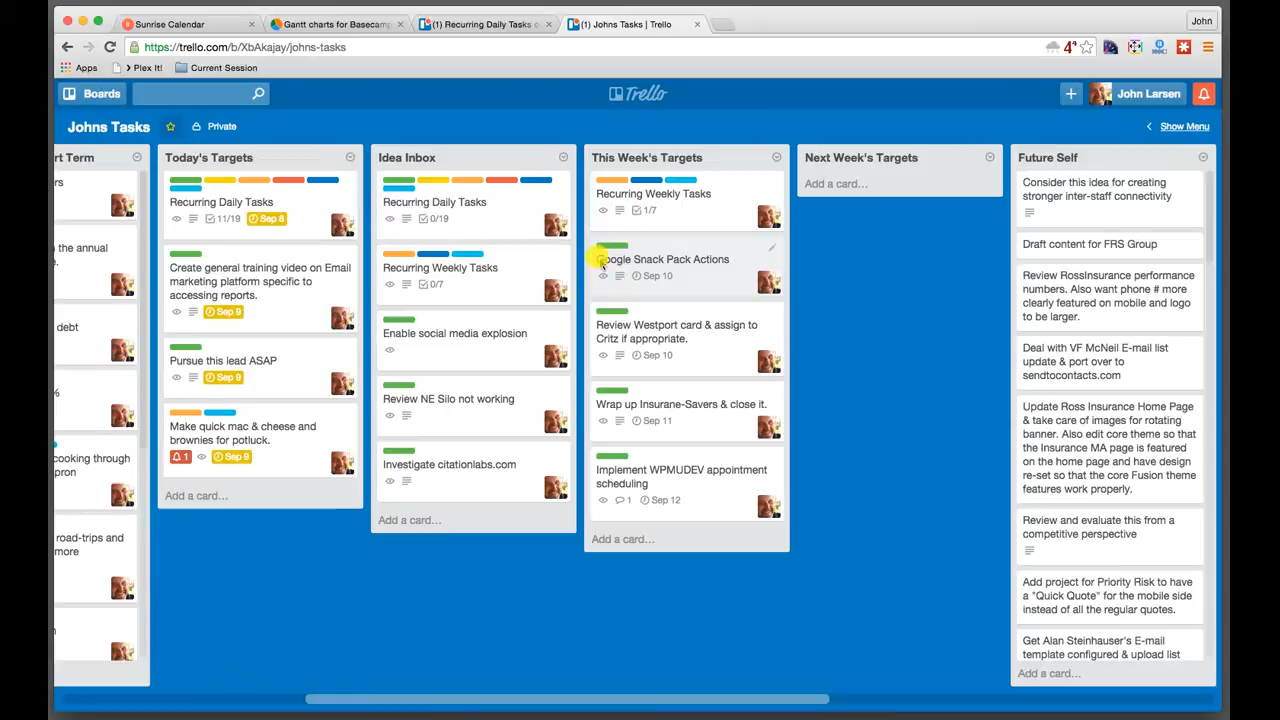 Sunrise Calendar
Gantt charts for Basecamp
(1) Recurring Daily Tasks o
(1) Johns Tasks | Trello
John
https://trello.com/b/XbAkajay/johns-tasks
4°
Apps
> Plex It!
Current Session
Boards
Trello
John Larsen
Johns Tasks
Private
Show Menu
rt Term
rs
the annual
e.
debt
%
cooking through
pron
road-trips and
more
Today's Targets
Recurring Daily Tasks
11/19
Sep 8
Create general training video on Email
marketing platform specific to
accessing reports.
Sep 9
Pursue this lead ASAP
Sep 9
Make quick mac & cheese and
brownies for potluck.
1
Sep 9
Add a card...
Idea Inbox
Recurring Daily Tasks
0/19
Recurring Weekly Tasks
0/7
Enable social media explosion
Review NE Silo not working
Investigate citationlabs.com
Add a card...
This Week's Targets
Recurring Weekly Tasks
1/7
Google Snack Pack Actions
Sep 10
Review Westport card & assign to
Critz if appropriate.
Sep 10
Wrap up Insurane-Savers & close it.
Sep 11
Implement WPMUDEV appointment
scheduling
1
Sep 12
Add a card...
Next Week's Targets
Add a card...
Future Self
Consider this idea for creating
stronger inter-staff connectivity
Draft content for FRS Group
Review RossInsurance performance
numbers. Also want phone # more
clearly featured on mobile and logo
to be larger.
Deal with VF McNeil E-mail list
update & port over to
sendtocontacts.com
Update Ross Insurance Home Page
& take care of images for rotating
banner. Also edit core theme so that
the Insurance MA page is featured
on the home page and have design
re-set so that the core Fusion theme
features work properly.
Review and evaluate this from a
competitive perspective
Add project for Priority Risk to have
a "Quick Quote" for the mobile side
instead of all the regular quotes.
Get Alan Steinhauser's E-mail
template configured & upload list
Add a card...